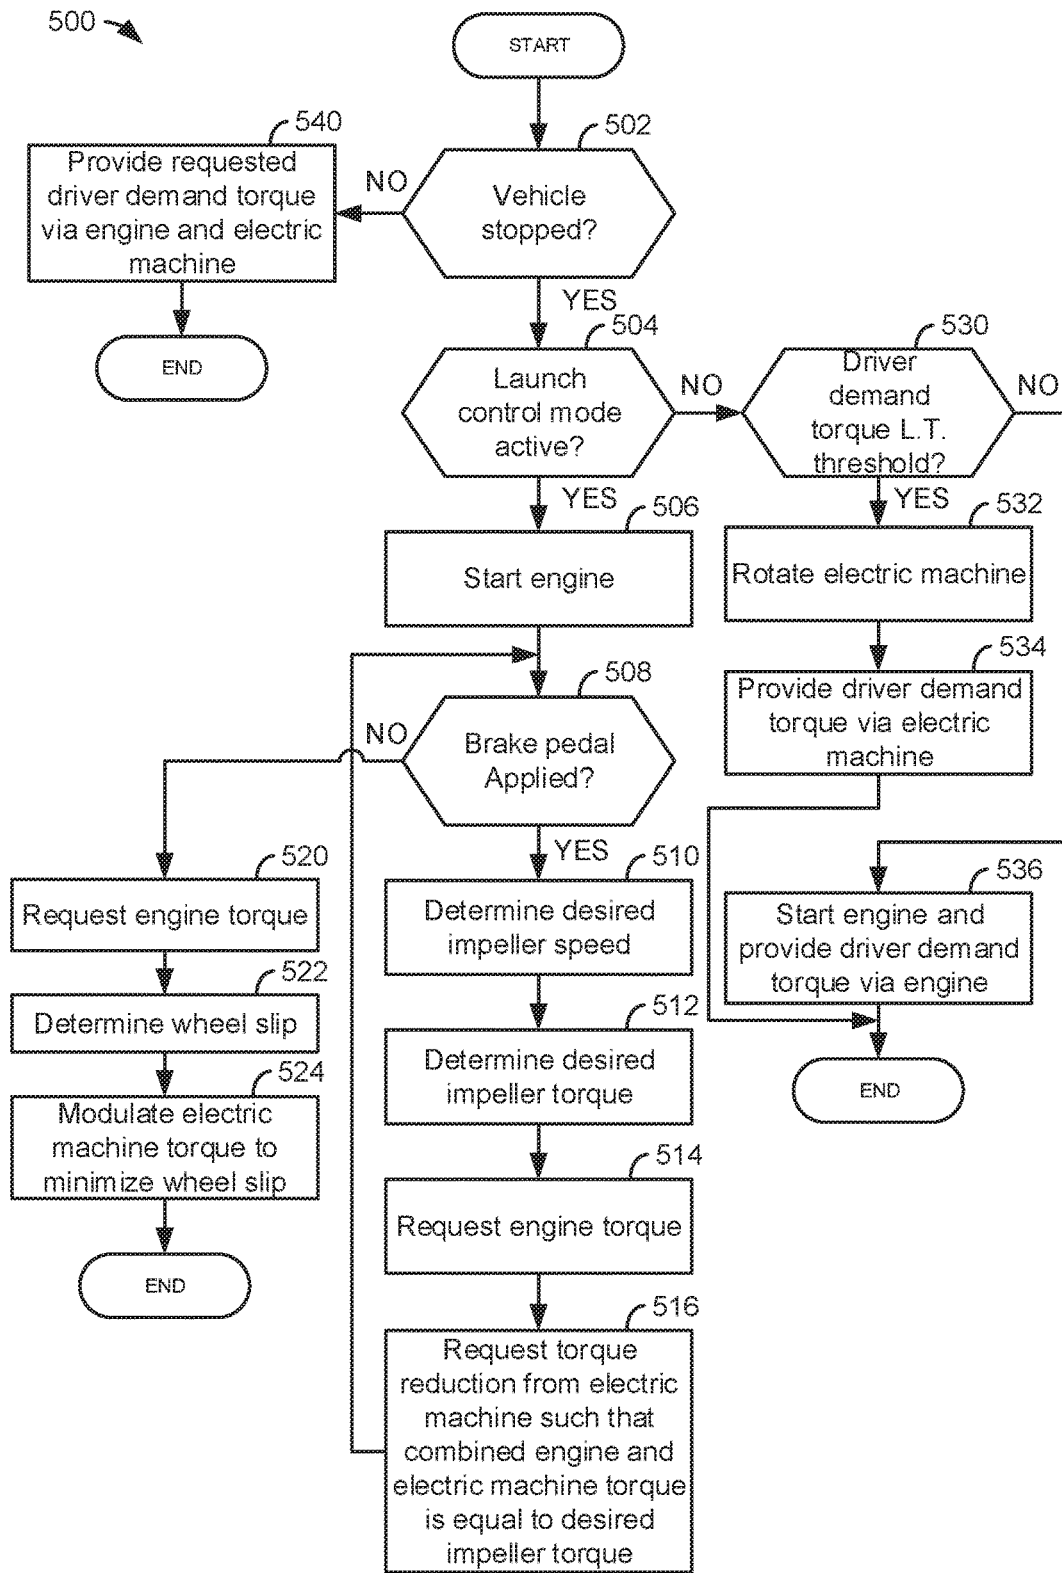 500
START
540
Provide requested
driver demand torque
via engine and electric
machine
NO
502
Vehicle
stopped?
YES
END
504
Launch
control mode
active?
NO
530
Driver
demand
torque L.T.
threshold?
NO
YES
YES
506
Start engine
532
Rotate electric machine
534
Provide driver demand
torque via electric
machine
508
Brake pedal
Applied?
NO
YES
520
Request engine torque
510
Determine desired
impeller speed
536
Start engine and
provide driver demand
torque via engine
522
Determine wheel slip
512
Determine desired
impeller torque
END
524
Modulate electric
machine torque to
minimize wheel slip
514
Request engine torque
END
516
Request torque
reduction from electric
machine such that
combined engine and
electric machine torque
is equal to desired
impeller torque